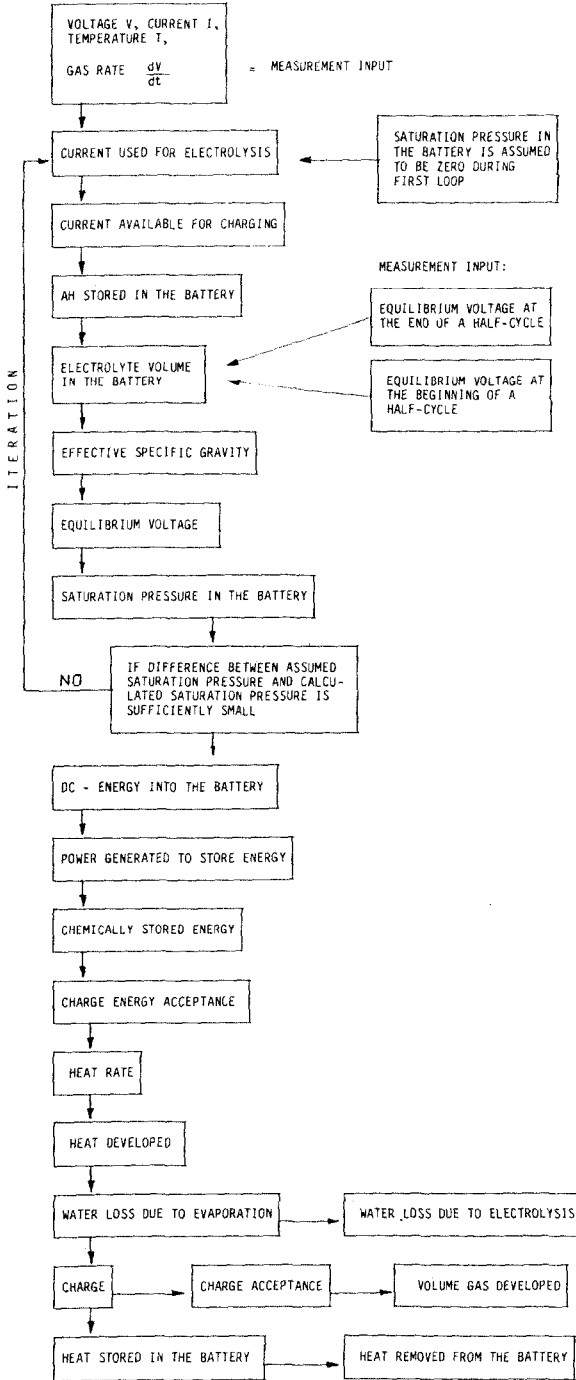 VOLTAGE V, CURRENT I,
TEMPERATURE T,
GAS RATE dV
dt
= MEASUREMENT INPUT
CURRENT USED FOR ELECTROLYSIS
SATURATION PRESSURE IN
THE BATTERY IS ASSUMED
TO BE ZERO DURING
FIRST LOOP
CURRENT AVAILABLE FOR CHARGING
MEASUREMENT INPUT:
AH STORED IN THE BATTERY
EQUILIBRIUM VOLTAGE AT
THE END OF A HALF-CYCLE
ELECTROLYTE VOLUME
IN THE BATTERY
EQUILIBRIUM VOLTAGE AT
THE BEGINNING OF A
HALF-CYCLE
ITERATION
EFFECTIVE SPECIFIC GRAVITY
EQUILIBRIUM VOLTAGE
SATURATION PRESSURE IN THE BATTERY
NO
IF DIFFERENCE BETWEEN ASSUMED
SATURATION PRESSURE AND CALCU-
LATED SATURATION PRESSURE IS
SUFFICIENTLY SMALL
DC - ENERGY INTO THE BATTERY
POWER GENERATED TO STORE ENERGY
CHEMICALLY STORED ENERGY
CHARGE ENERGY ACCEPTANCE
HEAT RATE
HEAT DEVELOPED
WATER LOSS DUE TO EVAPORATION
WATER LOSS DUE TO ELECTROLYSIS
CHARGE
CHARGE ACCEPTANCE
VOLUME GAS DEVELOPED
HEAT STORED IN THE BATTERY
HEAT REMOVED FROM THE BATTERY